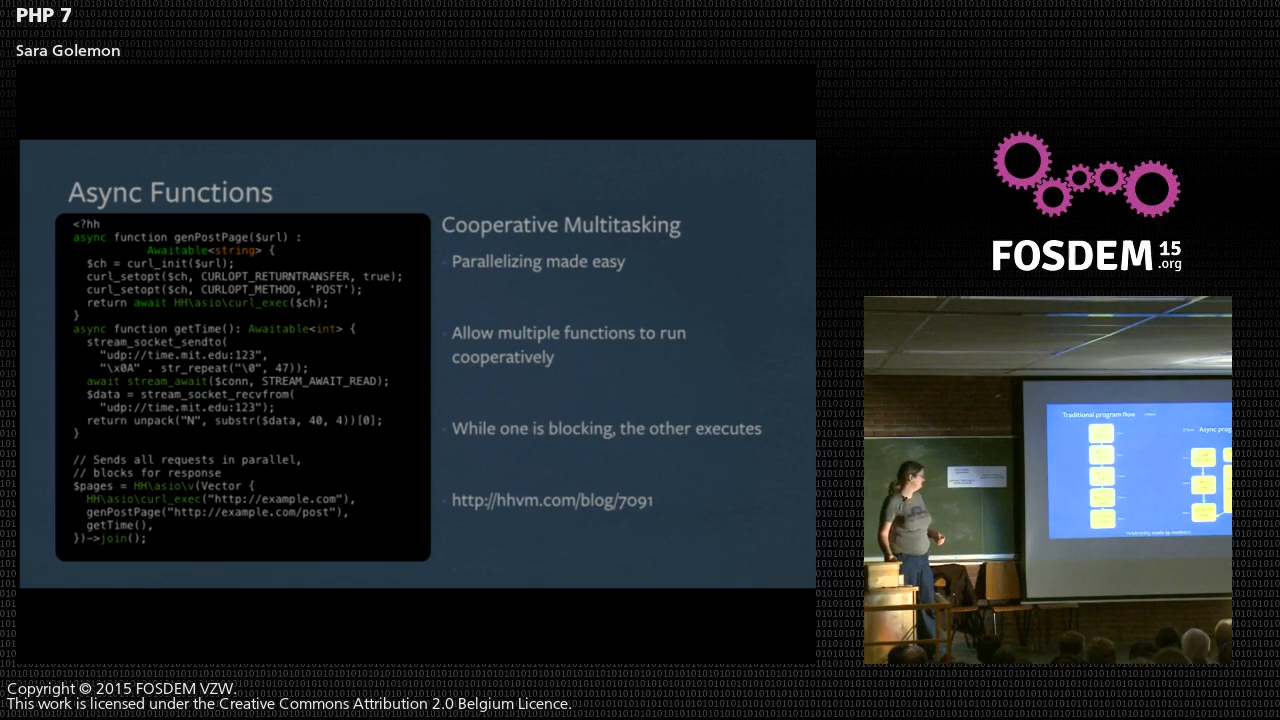 PHP 7
Sara Golemon
Async Functions
<?hh
async function genPostPage($url) :
Awaitable<string> {
$ch = curl_init($url);
curl_setopt($ch, CURLOPT_RETURNTRANSFER, true);
curl_setopt($ch, CURLOPT_METHOD, 'POST');
return await HH\asio\curl_exec($ch);
}
async function getTime(): Awaitable<int> {
stream_socket_sendto(
"udp://time.mit.edu:123",
"\x0A" . str_repeat("\0", 47));
await stream_await($conn, STREAM_AWAIT_READ);
$data = stream_socket_recvfrom(
"udp://time.mit.edu:123");
return unpack("N", substr($data, 40, 4))[0];
}
// Sends all requests in parallel,
// blocks for response
$pages = HH\asio\v(Vector {
HH\asio\curl_exec("http://example.com"),
genPostPage("http://example.com/post"),
getTime(),
})->join();
Cooperative Multitasking
Parallelizing made easy
Allow multiple functions to run
cooperatively
While one is blocking, the other executes
http://hhvm.com/blog/7091
FOSDEM 15
.org
Traditional program flow
Async prog
Copyright © 2015 FOSDEM VZW.
This work is licensed under the Creative Commons Attribution 2.0 Belgium Licence.